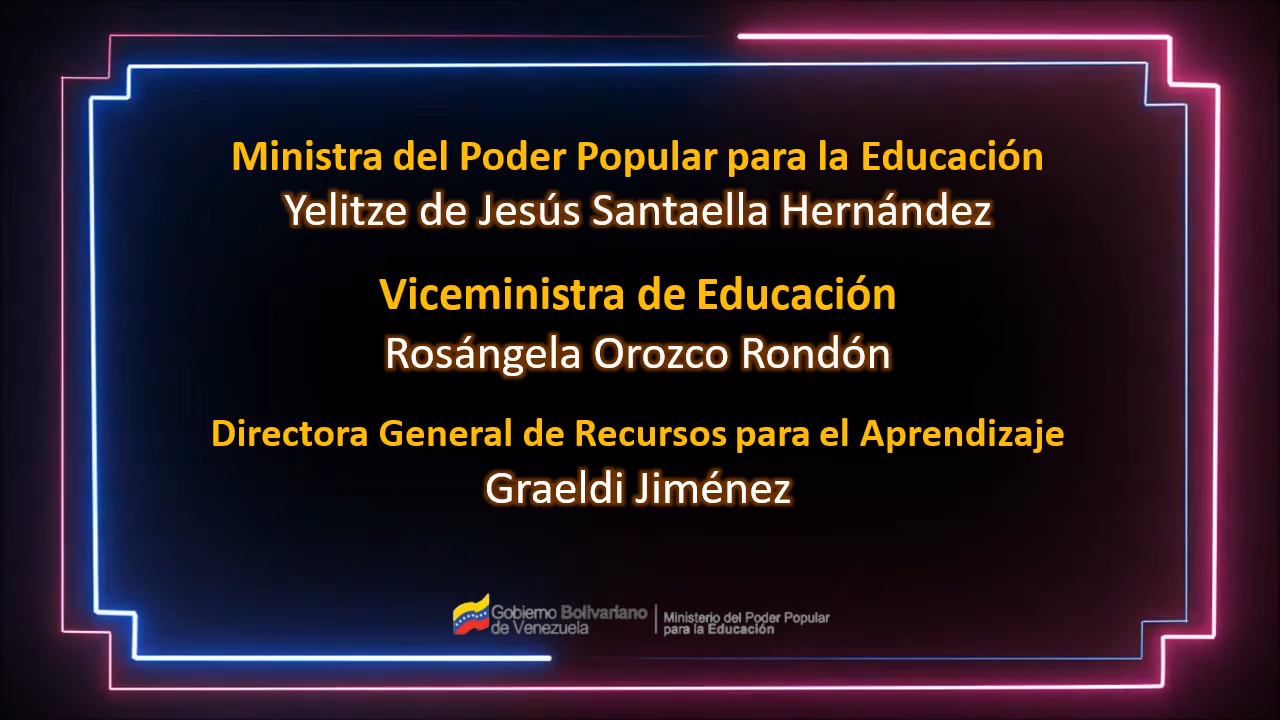 Ministra del Poder Popular para la Educación
Yelitze de Jesús Santaella Hernández
Viceministra de Educación
Rosángela Orozco Rondón
Directora General de Recursos para el Aprendizaje
Graeldi Jiménez
Gobierno Bolivariano
de Venezuela
Ministerio del Poder Popular
para la Educación